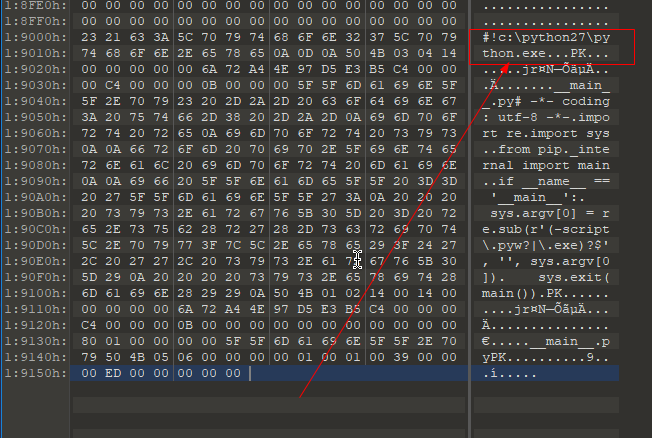 1:8FE0h: 00 00 00 00 00 00 00 00 00 00 00 00 00 00 00 00 ................
1:8FF0h: 00 00 00 00 00 00 00 00 00 00 00 00 00 00 00 00 ................
1:9000h: 23 21 63 3A 5C 70 79 74 68 6F 6E 32 37 5C 70 79 #!c:\python27\py
1:9010h: 74 68 6F 6E 2E 65 78 65 0A 0D 0A 50 4B 03 04 14 thon.exe...PK...
1:9020h: 00 00 00 00 00 6A 72 A4 4E 97 D5 E3 B5 C4 00 00 .....jr¤N—ÕãµÄ..
1:9030h: 00 C4 00 00 00 0B 00 00 00 5F 5F 6D 61 69 6E 5F .Ä.......__main_
1:9040h: 5F 2E 70 79 23 20 2D 2A 2D 20 63 6F 64 69 6E 67 _.py# -*- coding
1:9050h: 3A 20 75 74 66 2D 38 20 2D 2A 2D 0A 69 6D 70 6F : utf-8 -*-.impo
1:9060h: 72 74 20 72 65 0A 69 6D 70 6F 72 74 20 73 79 73 rt re.import sys
1:9070h: 0A 0A 66 72 6F 6D 20 70 69 70 2E 5F 69 6E 74 65 ..from pip._inte
1:9080h: 72 6E 61 6C 20 69 6D 70 6F 72 74 20 6D 61 69 6E rnal import main
1:9090h: 0A 0A 69 66 20 5F 5F 6E 61 6D 65 5F 5F 20 3D 3D ..if __name__ ==
1:90A0h: 20 27 5F 5F 6D 61 69 6E 5F 5F 27 3A 0A 20 20 20 '__main__':.
1:90B0h: 20 73 79 73 2E 61 72 67 76 5B 30 5D 20 3D 20 72 sys.argv[0] = r
1:90C0h: 65 2E 73 75 62 28 72 27 28 2D 73 63 72 69 70 74 e.sub(r'(-script
1:90D0h: 5C 2E 70 79 77 3F 7C 5C 2E 65 78 65 29 3F 24 27 \.pyw?|\.exe)?$'
1:90E0h: 2C 20 27 27 2C 20 73 79 73 2E 61 72 67 76 5B 30 , '', sys.argv[0
1:90F0h: 5D 29 0A 20 20 20 20 73 79 73 2E 65 78 69 74 28 ]).    sys.exit(
1:9100h: 6D 61 69 6E 28 29 29 0A 50 4B 01 02 14 00 14 00 main()).PK......
1:9110h: 00 00 00 00 6A 72 A4 4E 97 D5 E3 B5 C4 00 00 00 ....jr¤N—ÕãµÄ...
1:9120h: C4 00 00 00 0B 00 00 00 00 00 00 00 00 00 00 00 Ä...............
1:9130h: 80 01 00 00 00 00 5F 5F 6D 61 69 6E 5F 5F 2E 70 €.....__main__.p
1:9140h: 79 50 4B 05 06 00 00 00 00 01 00 01 00 39 00 00 yPK..........9..
1:9150h: 00 ED 00 00 00 00 00 .í.....